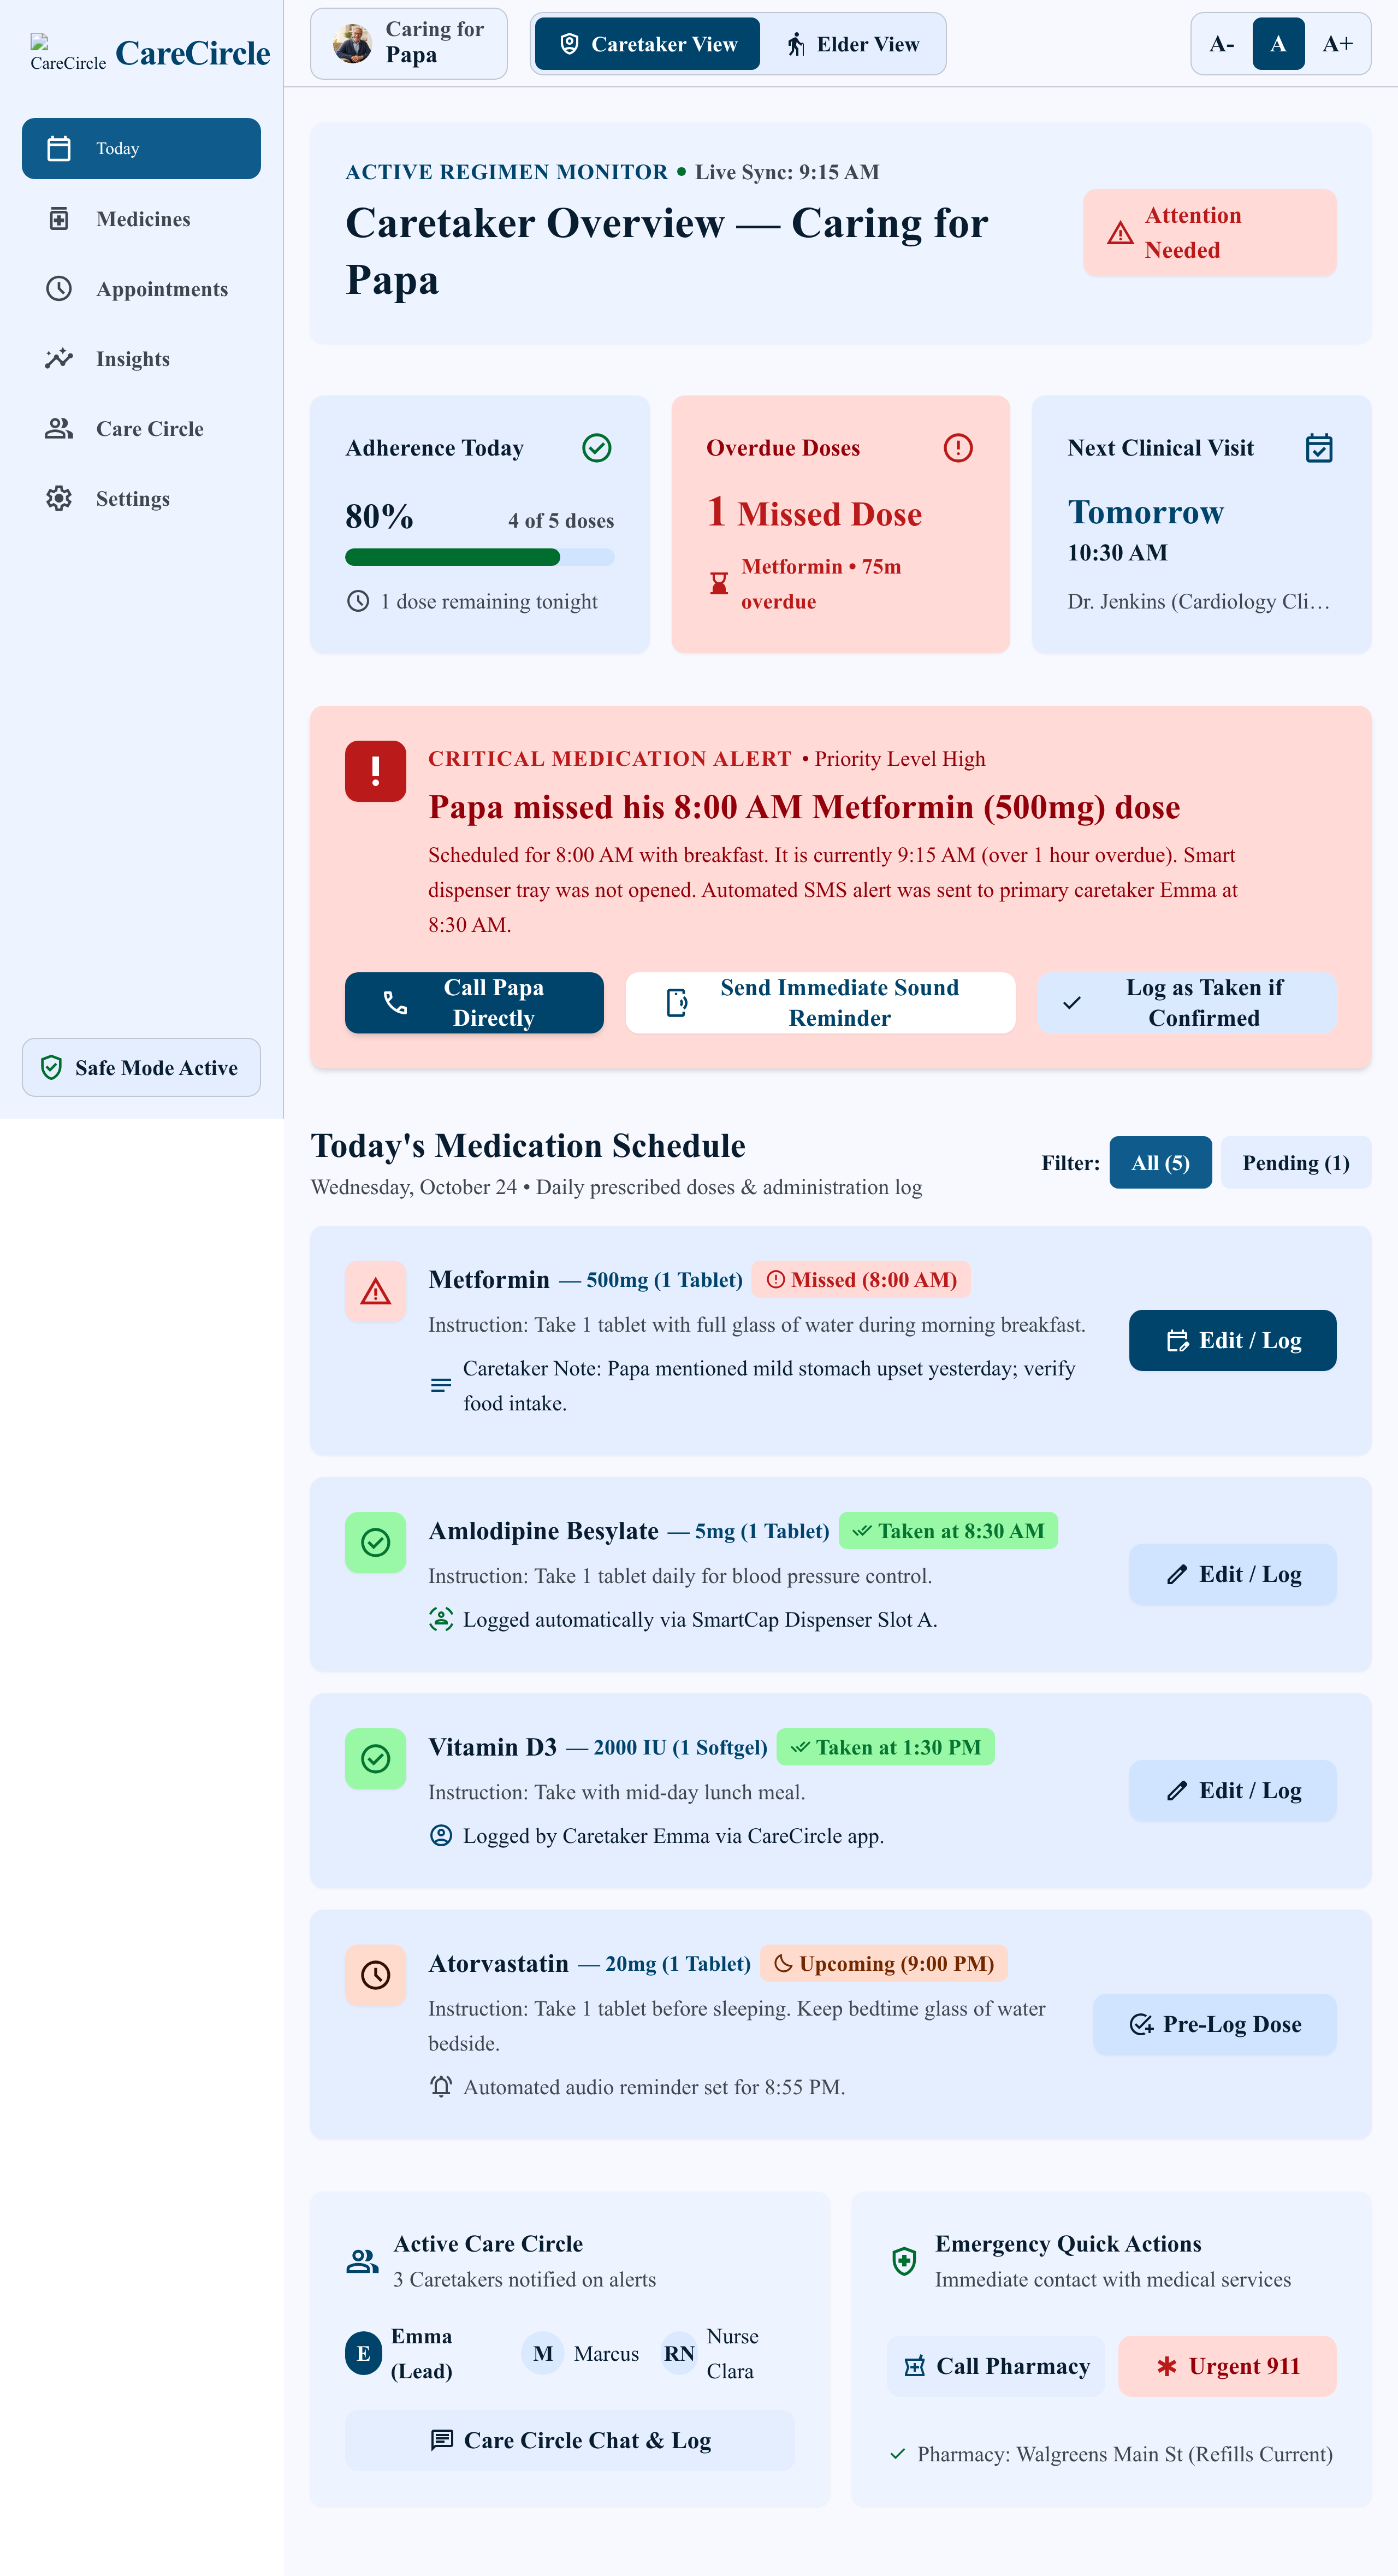 CareCircle
CareCircle
Today
Medicines
Appointments
Insights
Care Circle
Settings
Safe Mode Active
Caring for
Papa
Caretaker View
Elder View
A-
A
A+
ACTIVE REGIMEN MONITOR • Live Sync: 9:15 AM
Caretaker Overview — Caring for
Papa
Attention
Needed
Adherence Today
80%
4 of 5 doses
1 dose remaining tonight
Overdue Doses
1 Missed Dose
Metformin • 75m
overdue
Next Clinical Visit
Tomorrow
10:30 AM
Dr. Jenkins (Cardiology Cli…
CRITICAL MEDICATION ALERT • Priority Level High
Papa missed his 8:00 AM Metformin (500mg) dose
Scheduled for 8:00 AM with breakfast. It is currently 9:15 AM (over 1 hour overdue). Smart
dispenser tray was not opened. Automated SMS alert was sent to primary caretaker Emma at
8:30 AM.
Call Papa
Directly
Send Immediate Sound
Reminder
Log as Taken if
Confirmed
Today's Medication Schedule
Wednesday, October 24 • Daily prescribed doses & administration log
Filter:
All (5)
Pending (1)
Metformin — 500mg (1 Tablet) Missed (8:00 AM)
Instruction: Take 1 tablet with full glass of water during morning breakfast.
Caretaker Note: Papa mentioned mild stomach upset yesterday; verify
food intake.
Edit / Log
Amlodipine Besylate — 5mg (1 Tablet) Taken at 8:30 AM
Instruction: Take 1 tablet daily for blood pressure control.
Logged automatically via SmartCap Dispenser Slot A.
Edit / Log
Vitamin D3 — 2000 IU (1 Softgel) Taken at 1:30 PM
Instruction: Take with mid-day lunch meal.
Logged by Caretaker Emma via CareCircle app.
Edit / Log
Atorvastatin — 20mg (1 Tablet) Upcoming (9:00 PM)
Instruction: Take 1 tablet before sleeping. Keep bedtime glass of water
bedside.
Automated audio reminder set for 8:55 PM.
Pre-Log Dose
Active Care Circle
3 Caretakers notified on alerts
E
Emma
(Lead)
M
Marcus
RN
Nurse
Clara
Care Circle Chat & Log
Emergency Quick Actions
Immediate contact with medical services
Call Pharmacy
Urgent 911
Pharmacy: Walgreens Main St (Refills Current)